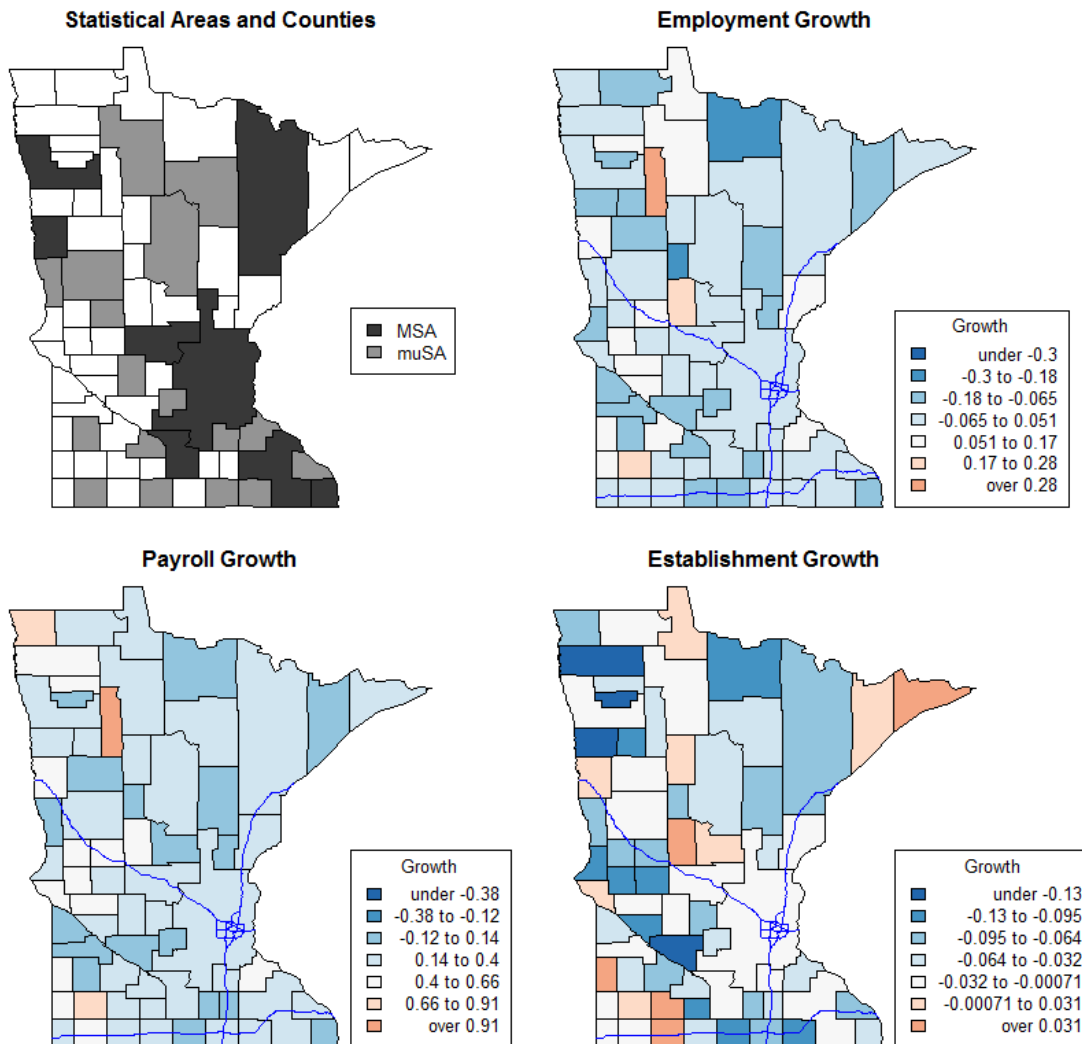 Statistical Areas and Counties
MSA
muSA
Employment Growth
Growth
under -0.3
-0.3 to -0.18
-0.18 to -0.065
-0.065 to 0.051
0.051 to 0.17
0.17 to 0.28
over 0.28
Payroll Growth
Growth
under -0.38
-0.38 to -0.12
-0.12 to 0.14
0.14 to 0.4
0.4 to 0.66
0.66 to 0.91
over 0.91
Establishment Growth
Growth
under -0.13
-0.13 to -0.095
-0.095 to -0.064
-0.064 to -0.032
-0.032 to -0.00071
-0.00071 to 0.031
over 0.031